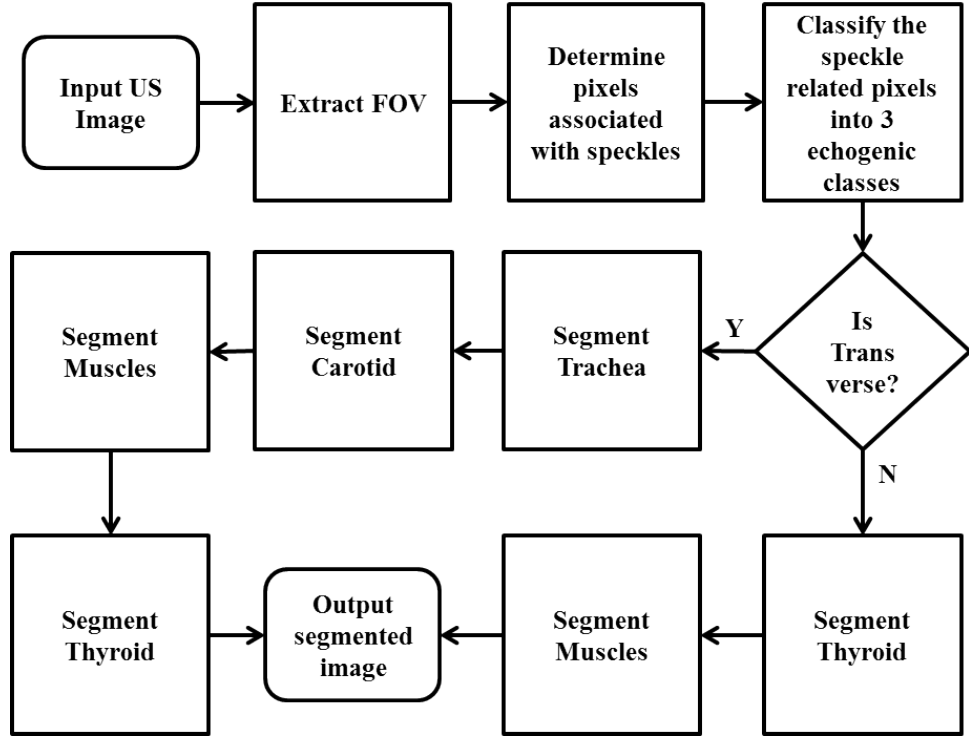 Input US
Image
Extract FOV
Determine
pixels
associated
with speckles
Classify the
speckle
related pixels
into 3
echogenic
classes
Is
Trans
verse?
Y
Segment
Trachea
Segment
Carotid
Segment
Muscles
Segment
Thyroid
N
Segment
Thyroid
Segment
Muscles
Output
segmented
image